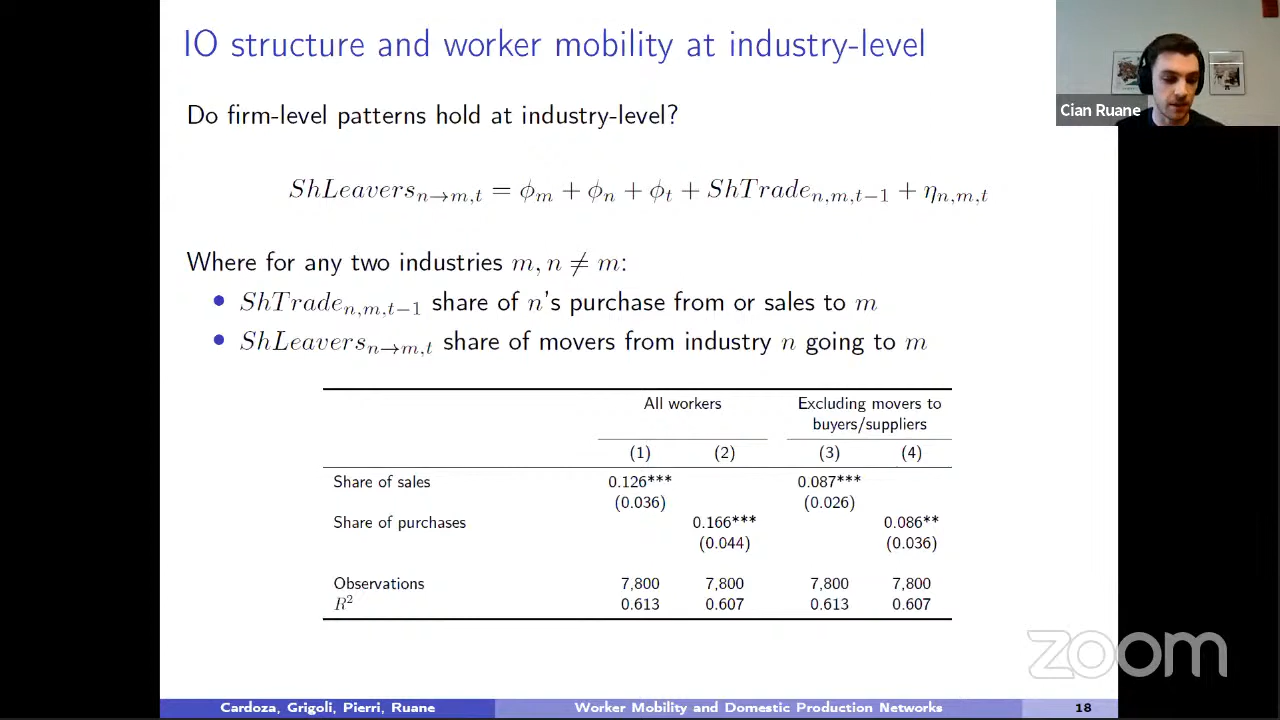 IO structure and worker mobility at industry-level
Cian Ruane
Do firm-level patterns hold at industry-level?
ShLeavers_{n→m,t} = ϕ_m + ϕ_n + ϕ_t + ShTrade_{n,m,t−1} + η_{n,m,t}
Where for any two industries m, n ≠ m:
• ShTrade_{n,m,t−1} share of n's purchase from or sales to m
• ShLeavers_{n→m,t} share of movers from industry n going to m
All workers Excluding movers to
buyers/suppliers
(1) (2) (3) (4)
Share of sales 0.126*** 0.087***
(0.036) (0.026)
Share of purchases 0.166*** 0.086**
(0.044) (0.036)
Observations 7,800 7,800 7,800 7,800
R² 0.613 0.607 0.613 0.607
zoom
Cardoza, Grigoli, Pierri, Ruane Worker Mobility and Domestic Production Networks 18